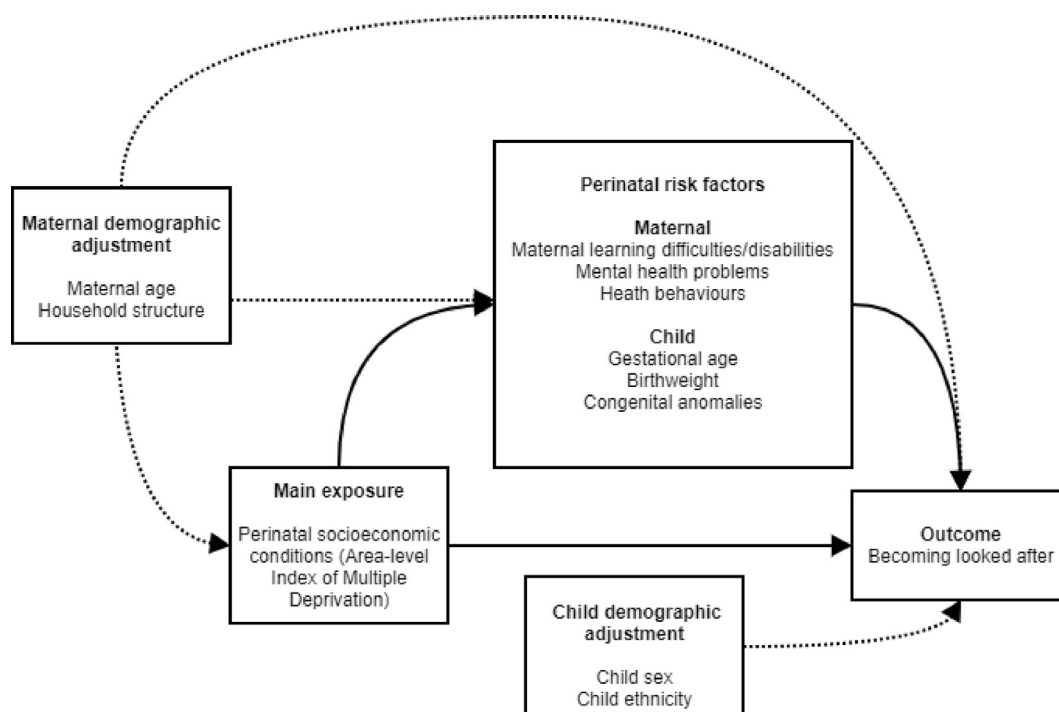 Maternal demographic
adjustment
Maternal age
Household structure
Perinatal risk factors
Maternal
Maternal learning difficulties/disabilities
Mental health problems
Heath behaviours
Child
Gestational age
Birthweight
Congenital anomalies
Main exposure
Perinatal socioeconomic
conditions (Area-level
Index of Multiple
Deprivation)
Outcome
Becoming looked after
Child demographic
adjustment
Child sex
Child ethnicity